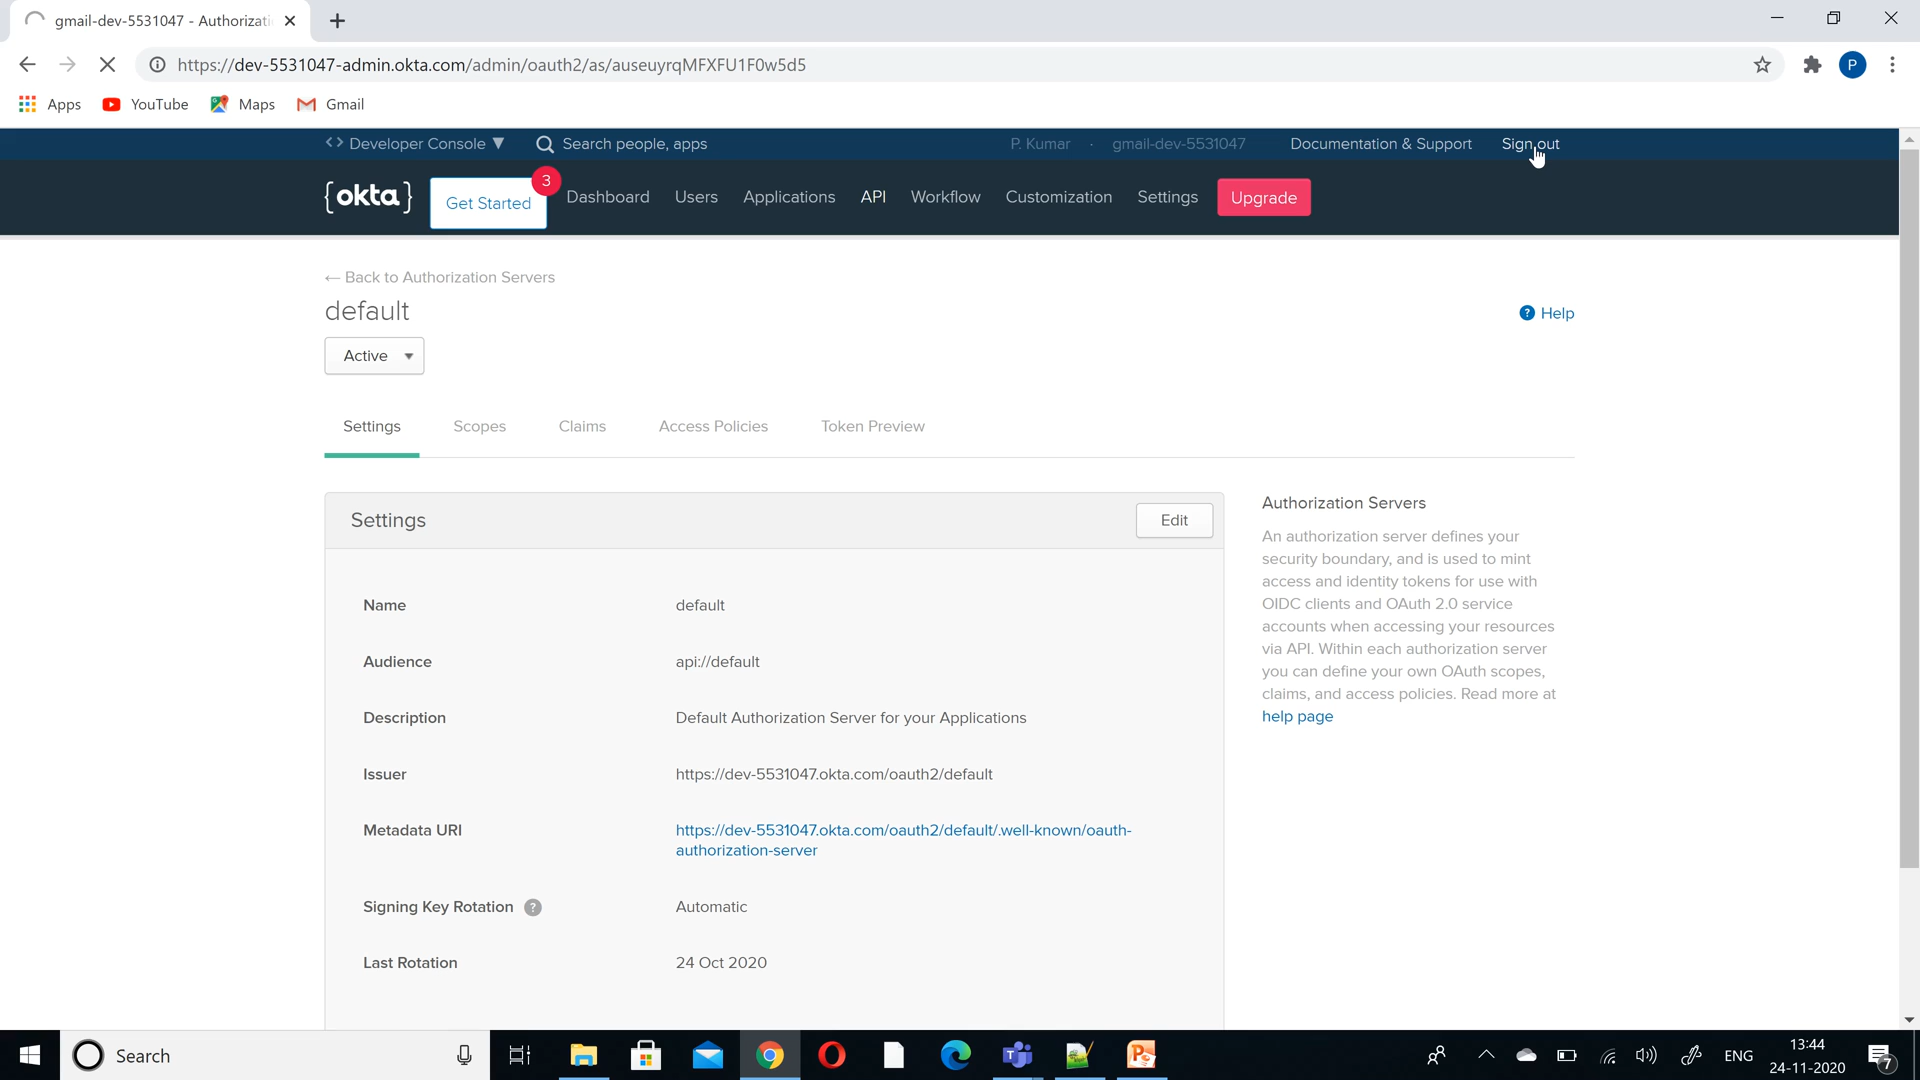 gmail-dev-5531047 - Authorizati
https://dev-5531047-admin.okta.com/admin/oauth2/as/auseuyrqMFXFU1F0w5d5
P
Apps YouTube Maps Gmail
<> Developer Console ▼ Search people, apps P. Kumar · gmail-dev-5531047 Documentation & Support Sign out
{okta} Get Started 3 Dashboard Users Applications API Workflow Customization Settings Upgrade
← Back to Authorization Servers
default
? Help
Active
Settings Scopes Claims Access Policies Token Preview
Settings Edit
Name default
Audience api://default
Description Default Authorization Server for your Applications
Issuer https://dev-5531047.okta.com/oauth2/default
Metadata URI https://dev-5531047.okta.com/oauth2/default/.well-known/oauth-
authorization-server
Signing Key Rotation ? Automatic
Last Rotation 24 Oct 2020
Authorization Servers
An authorization server defines your
security boundary, and is used to mint
access and identity tokens for use with
OIDC clients and OAuth 2.0 service
accounts when accessing your resources
via API. Within each authorization server
you can define your own OAuth scopes,
claims, and access policies. Read more at
help page
Search
ENG
13:44
24-11-2020
7